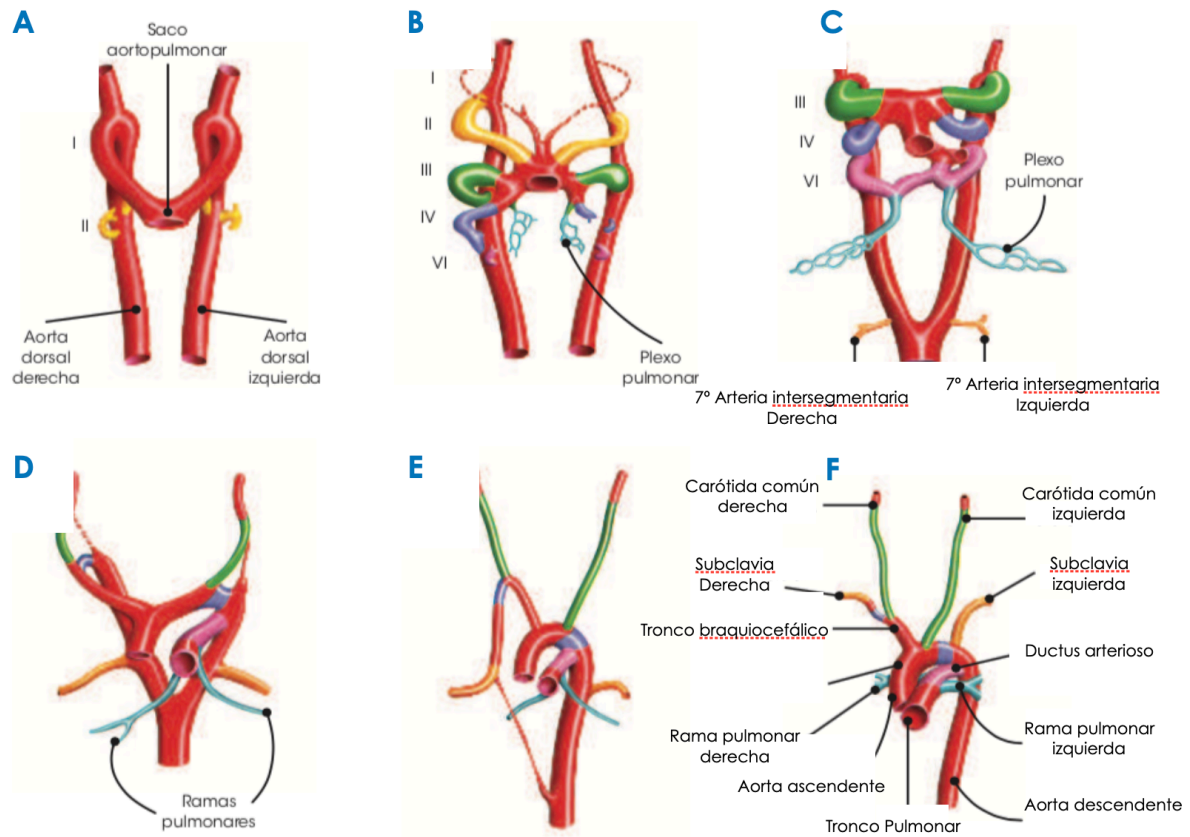 A
Saco
aortopulmonar
I
II
Aorta
dorsal
derecha
Aorta
dorsal
izquierda
B
I
II
III
IV
VI
Plexo
pulmonar
C
III
IV
VI
Plexo
pulmonar
7º Arteria intersegmentaria
Derecha
7º Arteria intersegmentaria
Izquierda
D
Ramas
pulmonares
E
F
Carótida común
derecha
Carótida común
izquierda
Subclavia
Derecha
Subclavia
izquierda
Tronco braquiocefálico
Ductus arterioso
Rama pulmonar
derecha
Rama pulmonar
izquierda
Aorta ascendente
Aorta descendente
Tronco Pulmonar